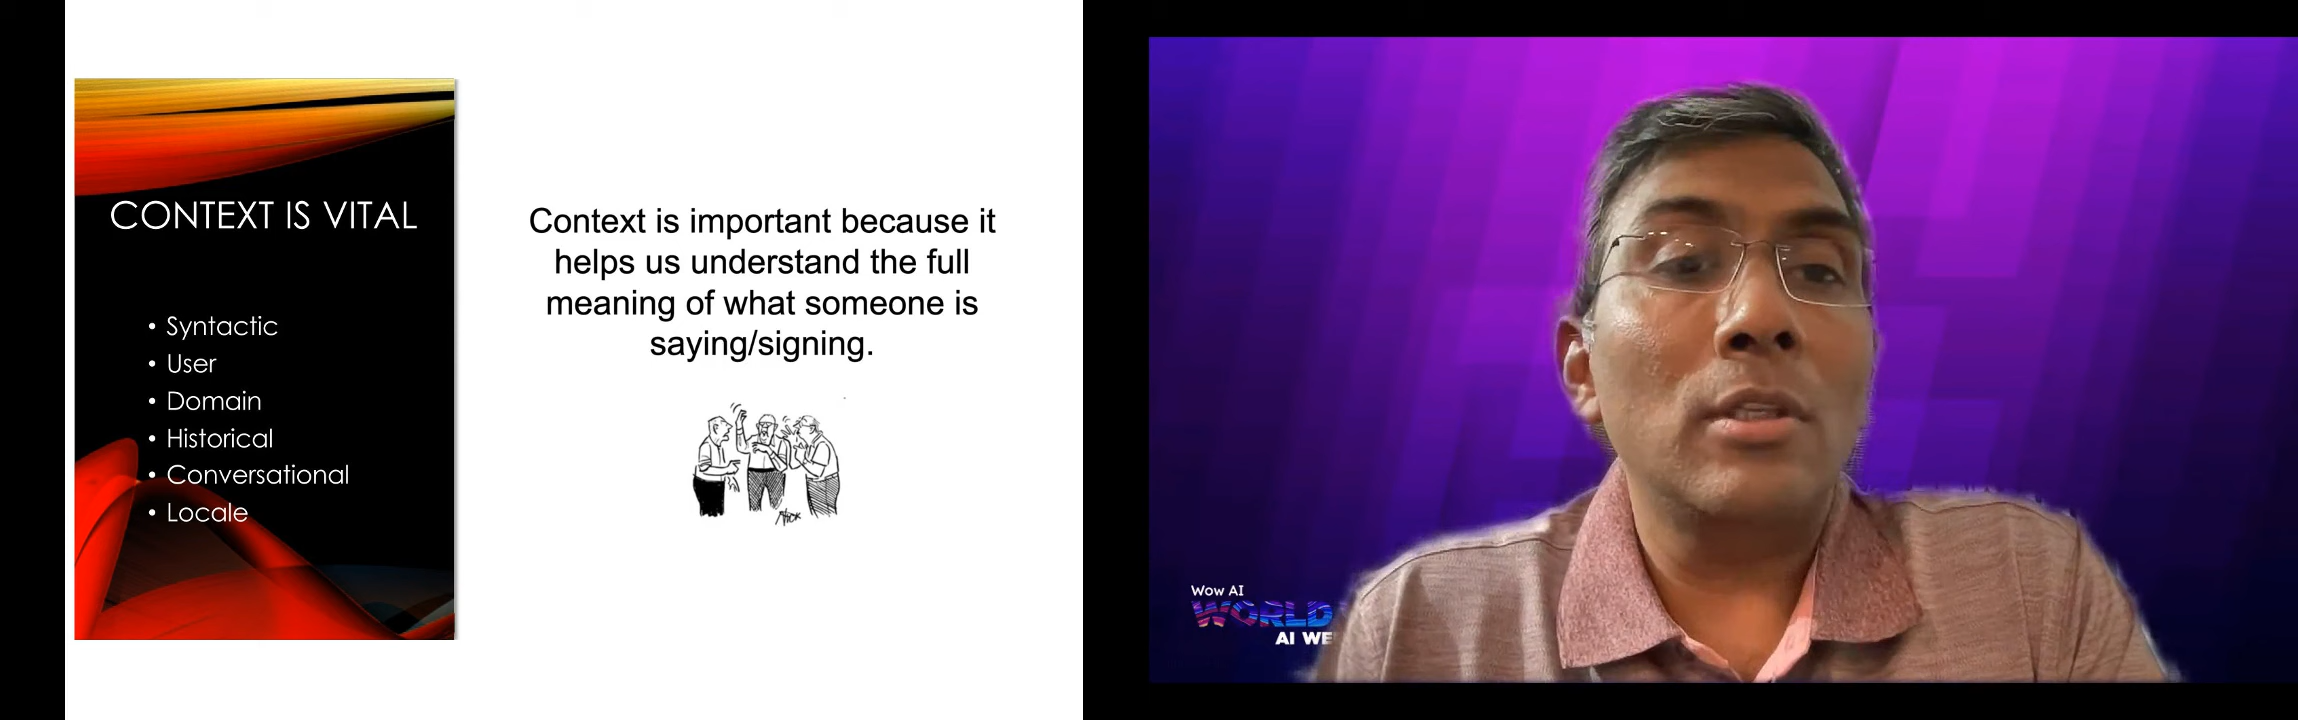 CONTEXT IS VITAL
• Syntactic
• User
• Domain
• Historical
• Conversational
• Locale
Context is important because it
helps us understand the full
meaning of what someone is
saying/signing.
Nick
Wow AI
WORLD
AI WE